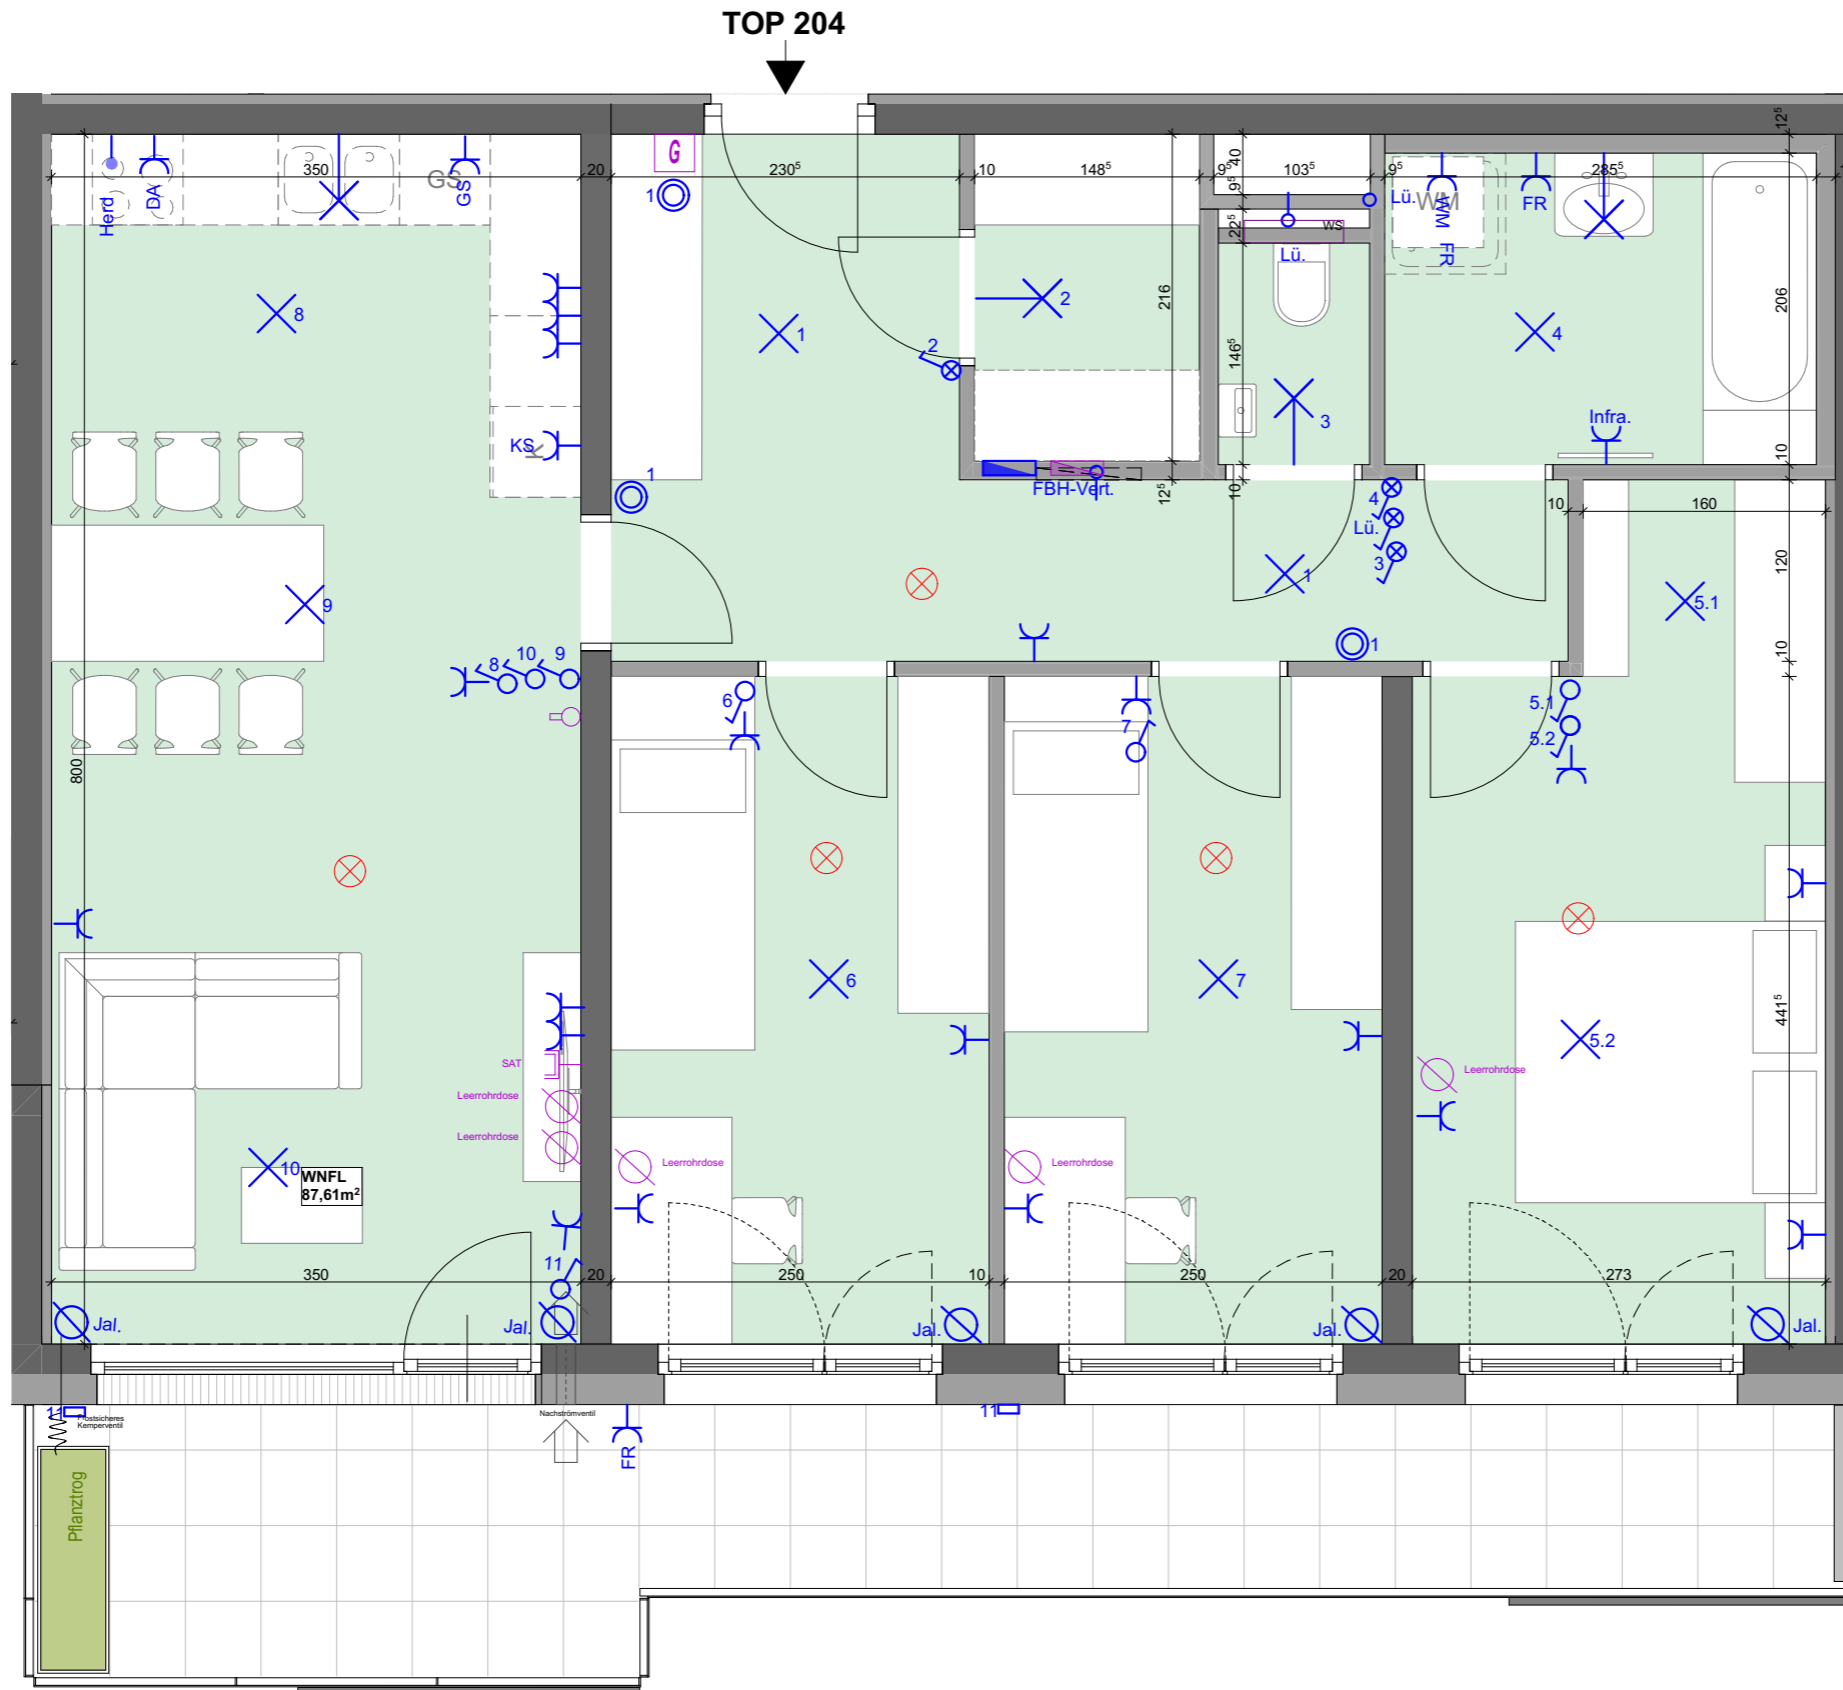 TOP 204
350
20
230⁵
10
148⁵
9⁵
40
103⁵
9⁵
285⁵
12⁵
9⁵
22⁵
Herd
DA
GS
GS
G
1
Lü.
WS
Lü.
WM
WM
FR
FR
8
1
2
2
216
146⁵
3
4
206
Infra.
KS
K
1
FBH-Vert.
12⁵
10
10
4
Lü.
3
10
160
120
9
1
5.1
1
10
8
10
9
6
7
5.1
5.2
800
6
7
5.2
441⁵
SAT
Leerrohrdose
Leerrohrdose
Leerrohrdose
Leerrohrdose
Leerrohrdose
10
WNFL
87,61m²
11
350
20
250
10
250
20
273
Jal.
Jal.
Jal.
Jal.
Jal.
11
Frostsicheres
Kemperventil
Nachströmventil
FR
11
Pflanztrog